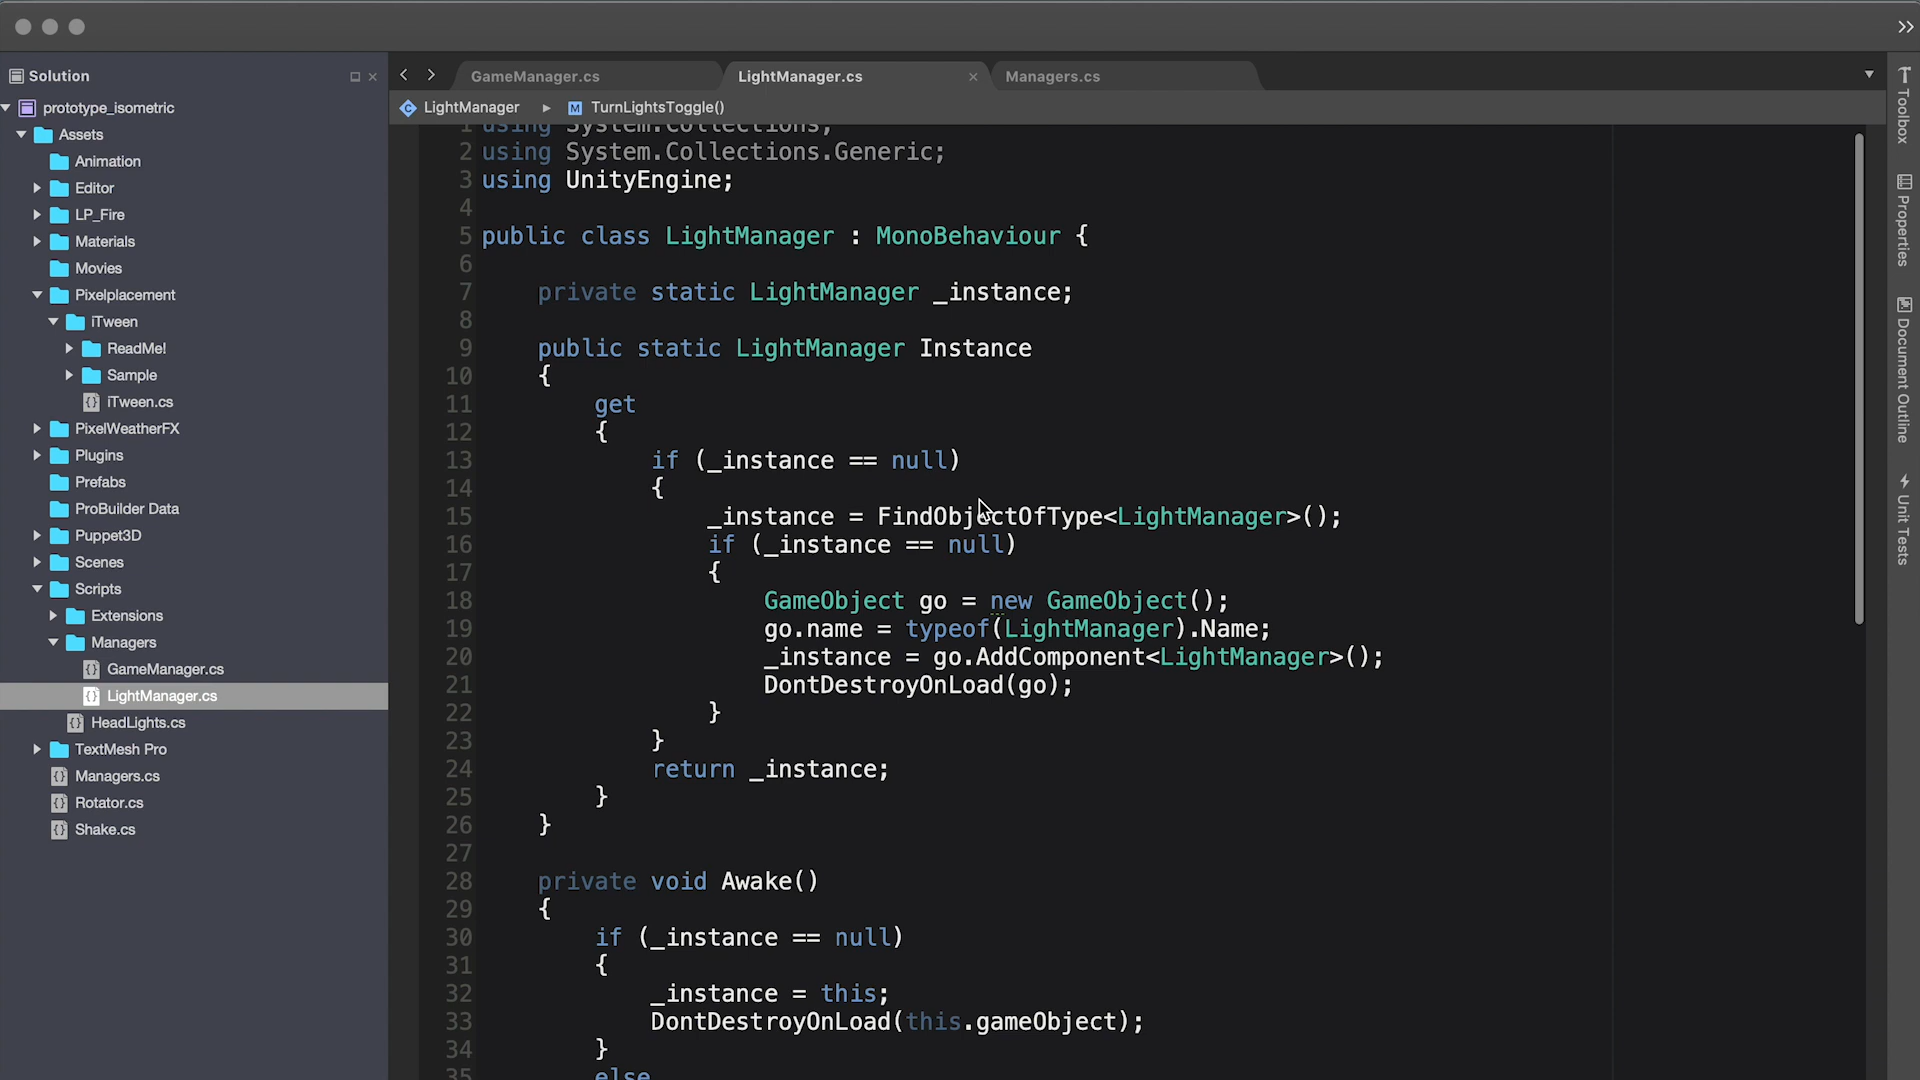 Solution
prototype_isometric
Assets
Animation
Editor
LP_Fire
Materials
Movies
Pixelplacement
iTween
ReadMe!
Sample
iTween.cs
PixelWeatherFX
Plugins
Prefabs
ProBuilder Data
Puppet3D
Scenes
Scripts
Extensions
Managers
GameManager.cs
LightManager.cs
HeadLights.cs
TextMesh Pro
Managers.cs
Rotator.cs
Shake.cs
GameManager.cs
LightManager.cs
Managers.cs
LightManager
M TurnLightsToggle()
1 using System.Collections;
2 using System.Collections.Generic;
3 using UnityEngine;
4
5 public class LightManager : MonoBehaviour {
6
7 private static LightManager _instance;
8
9 public static LightManager Instance
10 {
11 get
12 {
13 if (_instance == null)
14 {
15 _instance = FindObjectOfType<LightManager>();
16 if (_instance == null)
17 {
18 GameObject go = new GameObject();
19 go.name = typeof(LightManager).Name;
20 _instance = go.AddComponent<LightManager>();
21 DontDestroyOnLoad(go);
22 }
23 }
24 return _instance;
25 }
26 }
27
28 private void Awake()
29 {
30 if (_instance == null)
31 {
32 _instance = this;
33 DontDestroyOnLoad(this.gameObject);
34 }
35 else
Toolbox
Properties
Document Outline
Unit Tests